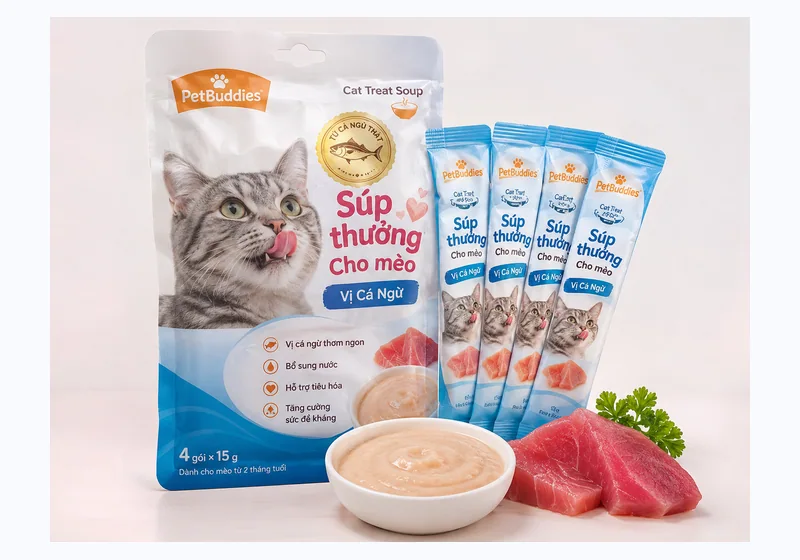 PetBuddies
Cat Treat Soup
TỪ CÁ NGỪ THẬT
Súp
thưởng
Cho mèo
Vị Cá Ngừ
Vị cá ngừ thơm ngon
Bổ sung nước
Hỗ trợ tiêu hóa
Tăng cường
sức đề kháng
4 gói × 15 g
Dành cho mèo từ 2 tháng tuổi
PetBuddies
Cat Treat
Súp
thưởng
Cho mèo
Vị Cá Ngừ
PetBuddies
Cat Treat
Súp
thưởng
Cho mèo
Vị Cá Ngừ
PetBuddies
Súp
thưởng
Cho mèo
Vị Cá Ngừ
PetBuddies
Cat Treat
Súp
thưởng
Cho mèo
Vị Cá Ngừ